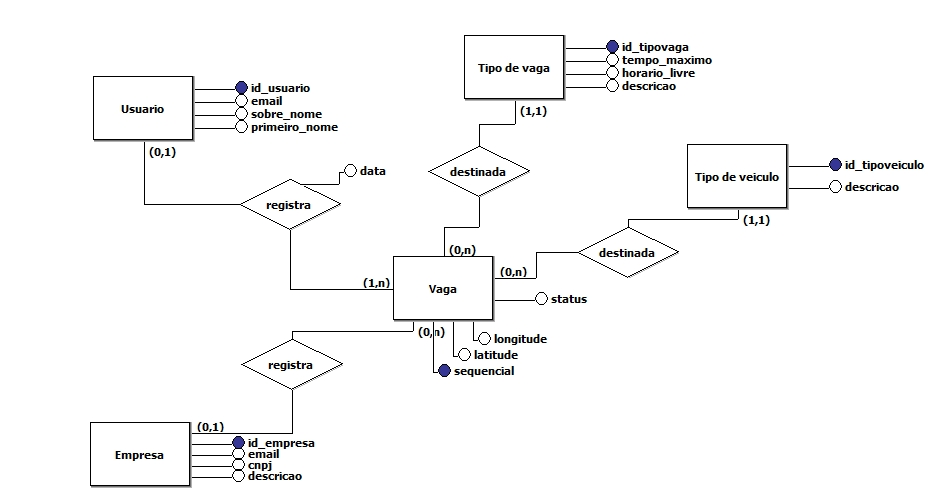 Tipo de vaga
id_tipovaga
tempo_maximo
horario_livre
descricao
(1,1)
Usuario
id_usuario
email
sobre_nome
primeiro_nome
(0,1)
data
registra
destinada
Tipo de veiculo
id_tipoveiculo
descricao
(1,1)
destinada
(0,n)
(0,n)
(1,n)
Vaga
status
(0,n)
longitude
latitude
sequencial
registra
(0,1)
Empresa
id_empresa
email
cnpj
descricao